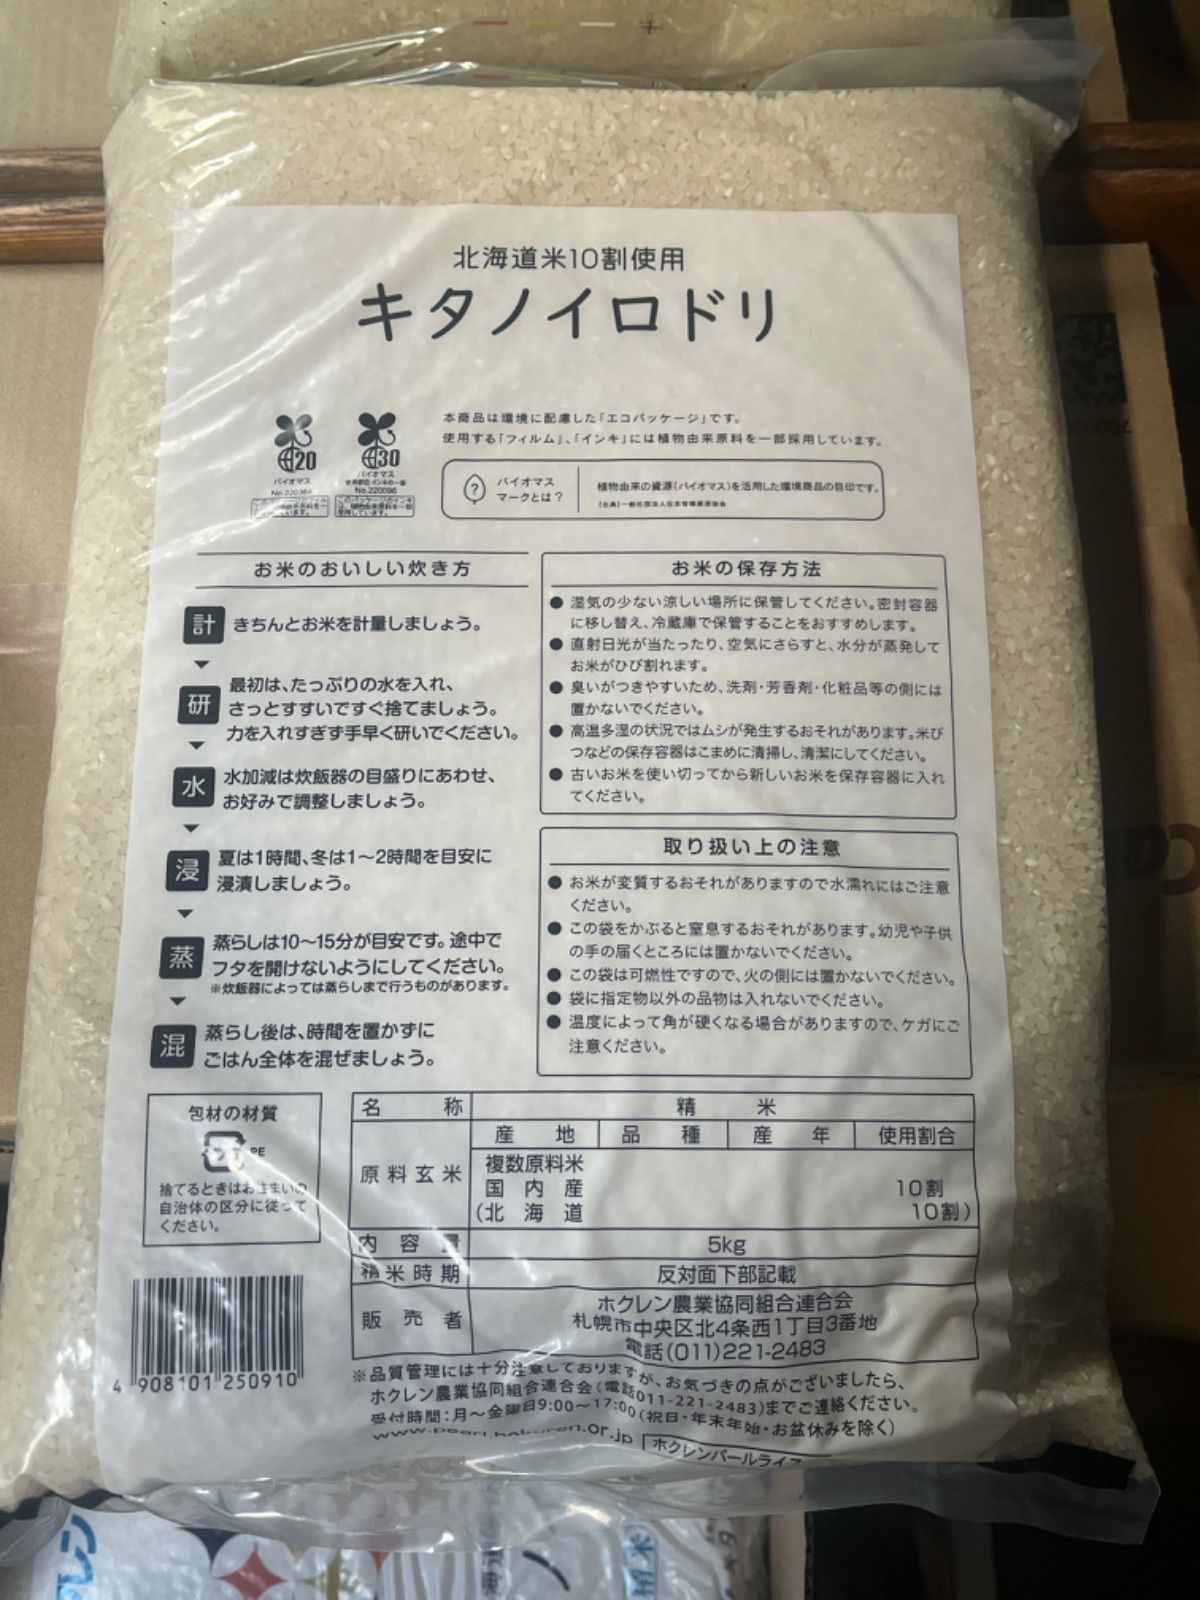 北海道米10割使用
キタノイロドリ
20
30
バイオマス
バイオマス
No.220364
No.220096
本商品は環境に配慮した「エコパッケージ」です。
使用する「フィルム」、「インキ」には植物由来原料を一部採用しています。
? バイオマス
マークとは?
植物由来の資源(バイオマス)を活用した環境商品の目印です。
[出典]一般社団法人日本有機資源協会
お米のおいしい炊き方
計 きちんとお米を計量しましょう。
研 最初は、たっぷりの水を入れ、
さっとすすいですぐ捨てましょう。
力を入れすぎず手早く研いでください。
水 水加減は炊飯器の目盛りにあわせ、
お好みで調整しましょう。
浸 夏は1時間、冬は1〜2時間を目安に
浸漬しましょう。
蒸 蒸らしは10〜15分が目安です。途中で
フタを開けないようにしてください。
※炊飯器によっては蒸らしまで行うものがあります。
混 蒸らし後は、時間を置かずに
ごはん全体を混ぜましょう。
お米の保存方法
●湿気の少ない涼しい場所に保管してください。密封容器
に移し替え、冷蔵庫で保管することをおすすめします。
●直射日光が当たったり、空気にさらすと、水分が蒸発して
お米がひび割れます。
●臭いがつきやすいため、洗剤・芳香剤・化粧品等の側には
置かないでください。
●高温多湿の状況ではムシが発生するおそれがあります。米び
つなどの保存容器はこまめに清掃し、清潔にしてください。
●古いお米を使い切ってから新しいお米を保存容器に入れ
てください。
取り扱い上の注意
●お米が変質するおそれがありますので水濡れにはご注意
ください。
●この袋をかぶると窒息するおそれがあります。幼児や子供
の手の届くところには置かないでください。
●この袋は可燃性ですので、火の側には置かないでください。
●袋に指定物以外の品物は入れないでください。
●温度によって角が硬くなる場合がありますので、ケガにご
注意ください。
包材の材質
プラ PE
捨てるときはお住まいの
自治体の区分に従って
ください。
名称 精米
原料玄米
産地 品種 産年 使用割合
複数原料米
国内産 10割
(北海道 10割)
内容量 5kg
精米時期 反対面下部記載
販売者
ホクレン農業協同組合連合会
札幌市中央区北4条西1丁目3番地
電話(011)221-2483
4 908101 250910
※品質管理には十分注意しておりますが、お気づきの点がございましたら、
ホクレン農業協同組合連合会(電話011-221-2483)までご連絡ください。
受付時間:月〜金曜日9:00〜17:00(祝日・年末年始・お盆休みを除く)
www.pearl.hokuren.or.jp ホクレンパールライス